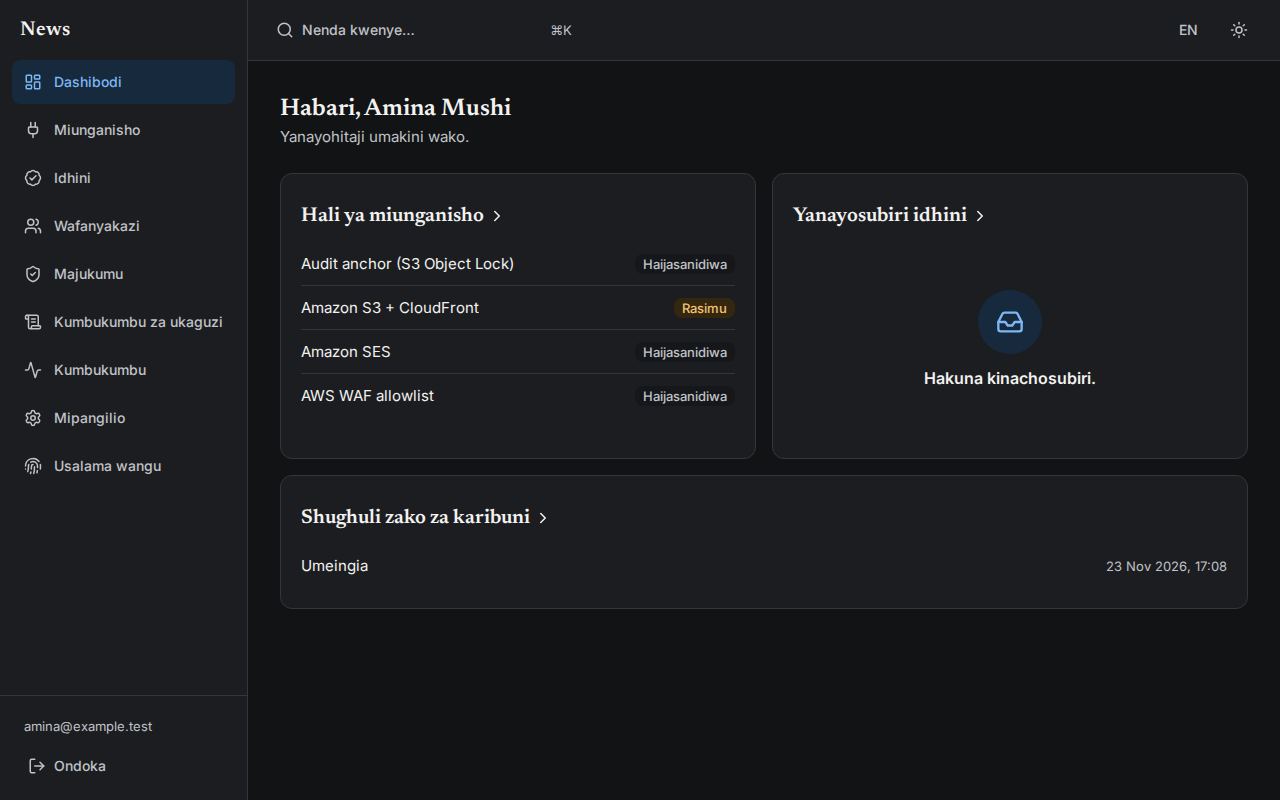 News
Nenda kwenye...
⌘K
EN
Dashibodi
Miunganisho
Idhini
Wafanyakazi
Majukumu
Kumbukumbu za ukaguzi
Kumbukumbu
Mipangilio
Usalama wangu
amina@example.test
Ondoka
Habari, Amina Mushi
Yanayohitaji umakini wako.
Hali ya miunganisho
Audit anchor (S3 Object Lock) Haijasanidiwa
Amazon S3 + CloudFront Rasimu
Amazon SES Haijasanidiwa
AWS WAF allowlist Haijasanidiwa
Yanayosubiri idhini
Hakuna kinachosubiri.
Shughuli zako za karibuni
Umeingia 23 Nov 2026, 17:08